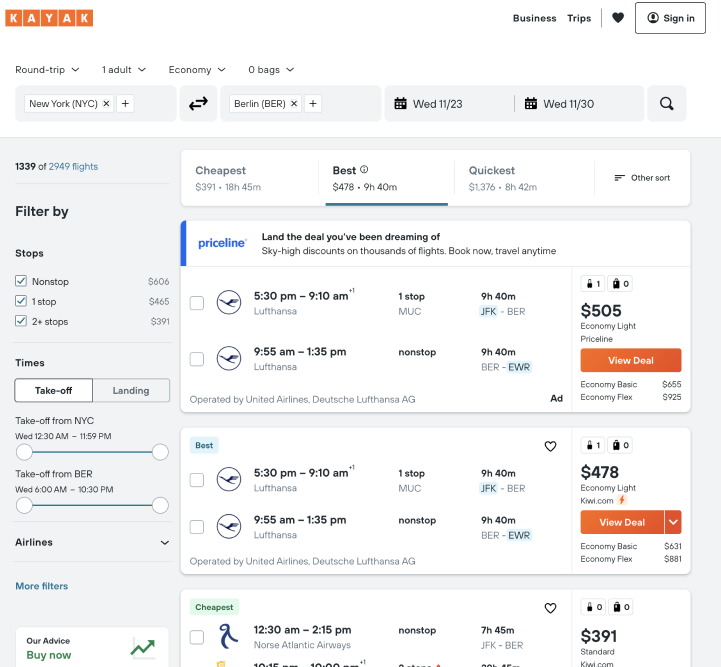 KAYAK
Business Trips Sign in
Round-trip 1 adult Economy 0 bags
New York (NYC) × + Berlin (BER) × + Wed 11/23 Wed 11/30
1339 of 2949 flights
Filter by
Stops
Nonstop $606
1 stop $465
2+ stops $391
Times
Take-off Landing
Take-off from NYC
Wed 12:30 AM – 11:59 PM
Take-off from BER
Wed 6:00 AM – 10:30 PM
Airlines
More filters
Our Advice
Buy now
Cheapest
$391 • 18h 45m
Best
$478 • 9h 40m
Quickest
$1,376 • 8h 42m
Other sort
priceline
Land the deal you've been dreaming of
Sky-high discounts on thousands of flights. Book now, travel anytime
5:30 pm – 9:10 am+1 1 stop 9h 40m
Lufthansa MUC JFK - BER
9:55 am – 1:35 pm nonstop 9h 40m
Lufthansa BER - EWR
Operated by United Airlines, Deutsche Lufthansa AG Ad
1 0
$505
Economy Light
Priceline
View Deal
Economy Basic $655
Economy Flex $925
Best
5:30 pm – 9:10 am+1 1 stop 9h 40m
Lufthansa MUC JFK - BER
9:55 am – 1:35 pm nonstop 9h 40m
Lufthansa BER - EWR
Operated by United Airlines, Deutsche Lufthansa AG
1 0
$478
Economy Light
Kiwi.com
View Deal
Economy Basic $631
Economy Flex $881
Cheapest
12:30 am – 2:15 pm nonstop 7h 45m
Norse Atlantic Airways JFK - BER
0 0
$391
Standard
Kiwi.com